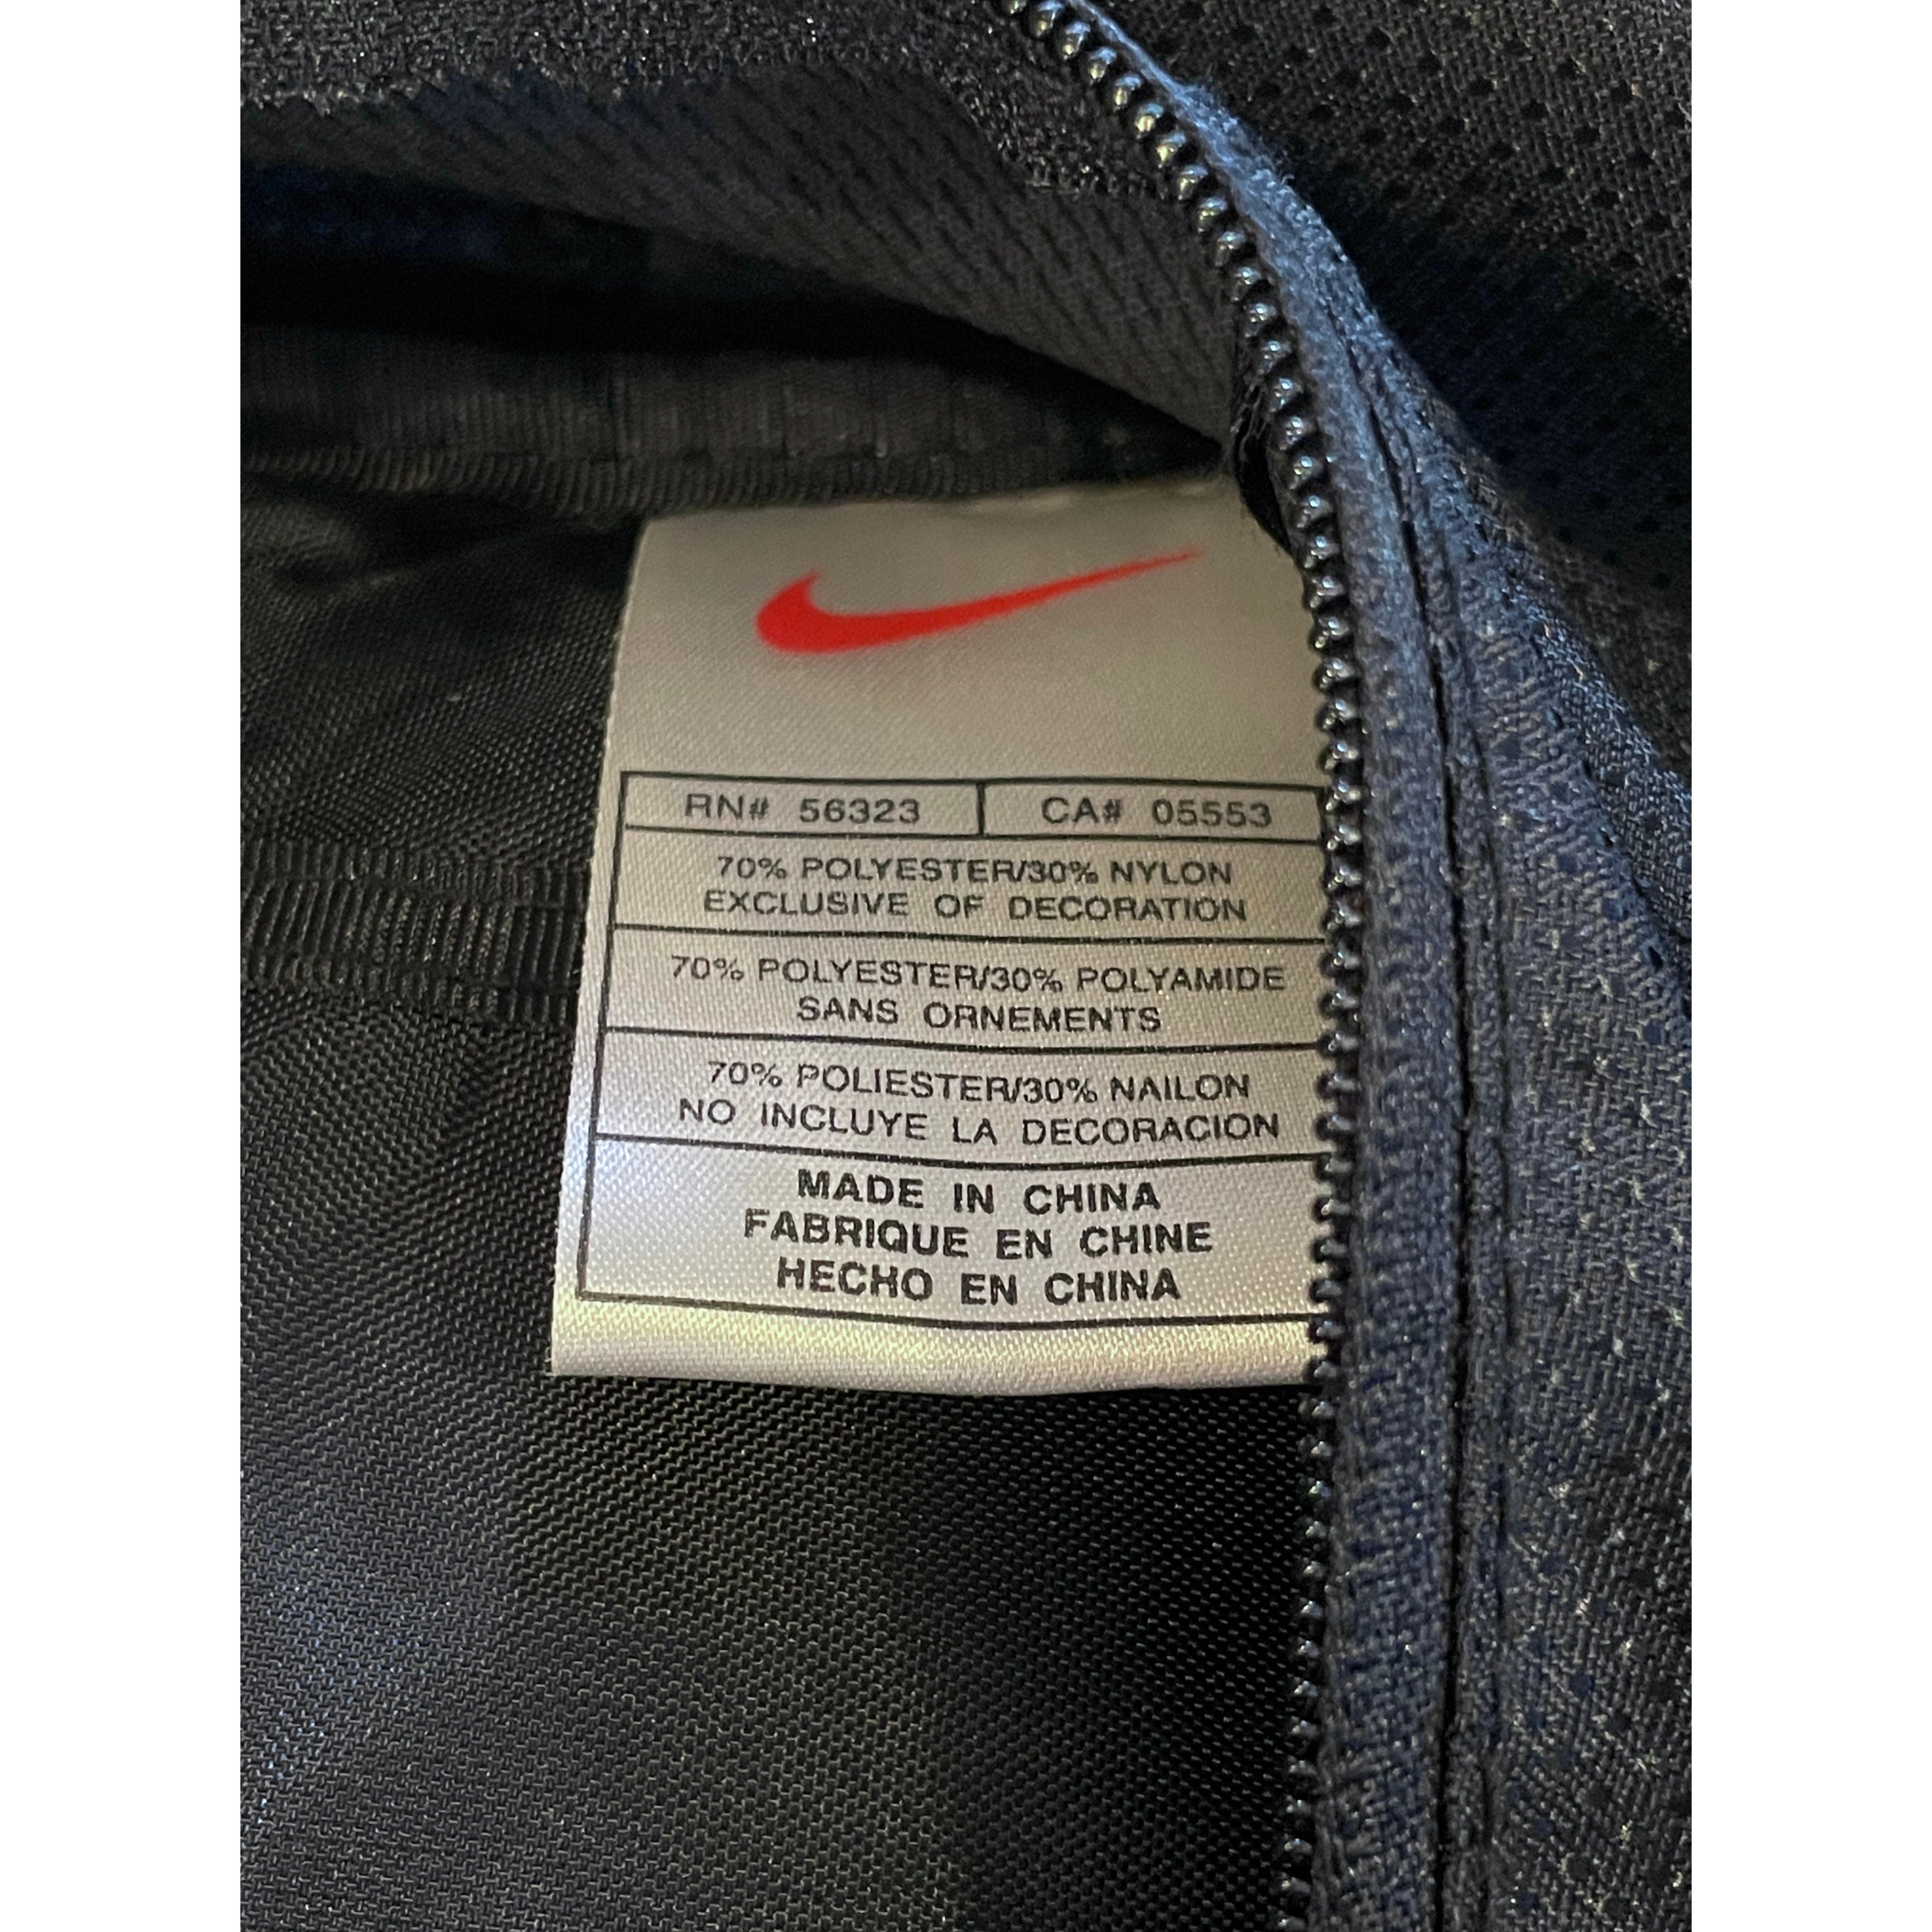 RN# 56323 CA# 05553
70% POLYESTER/30% NYLON
EXCLUSIVE OF DECORATION
70% POLYESTER/30% POLYAMIDE
SANS ORNEMENTS
70% POLIESTER/30% NAILON
NO INCLUYE LA DECORACION
MADE IN CHINA
FABRIQUE EN CHINE
HECHO EN CHINA